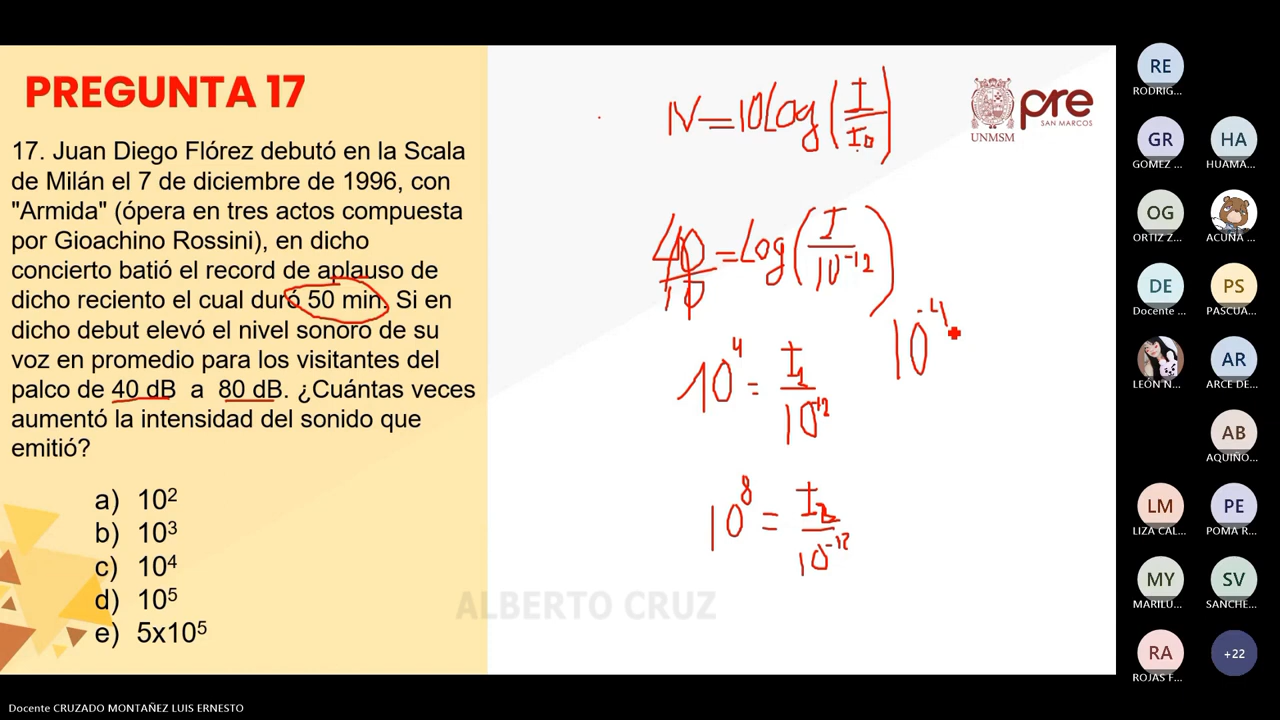 PREGUNTA 17
17. Juan Diego Flórez debutó en la Scala
de Milán el 7 de diciembre de 1996, con
"Armida" (ópera en tres actos compuesta
por Gioachino Rossini), en dicho
concierto batió el record de aplauso de
dicho reciento el cual duró 50 min. Si en
dicho debut elevó el nivel sonoro de su
voz en promedio para los visitantes del
palco de 40 dB a 80 dB. ¿Cuántas veces
aumentó la intensidad del sonido que
emitió?
a) 10²
b) 10³
c) 10⁴
d) 10⁵
e) 5x10⁵
N=10Log(I/I₀)
40/10=Log(I/10⁻¹²)
10⁴=I₁/10⁻¹²
10⁻⁴
10⁸=I₂/10⁻¹²
UNMSM
pre
SAN MARCOS
ALBERTO CRUZ
RE
RODRIG...
GR
GOMEZ ...
HA
HUAMA...
OG
ORTIZ Z...
ACUÑA ...
DE
Docente ...
PS
PASCUA...
LEÓN N...
AR
ARCE DE...
AB
AQUIÑO...
LM
LIZA CAL...
PE
POMA R...
MY
MARILU...
SV
SANCHE...
RA
ROJAS F...
+22
Docente CRUZADO MONTAÑEZ LUIS ERNESTO